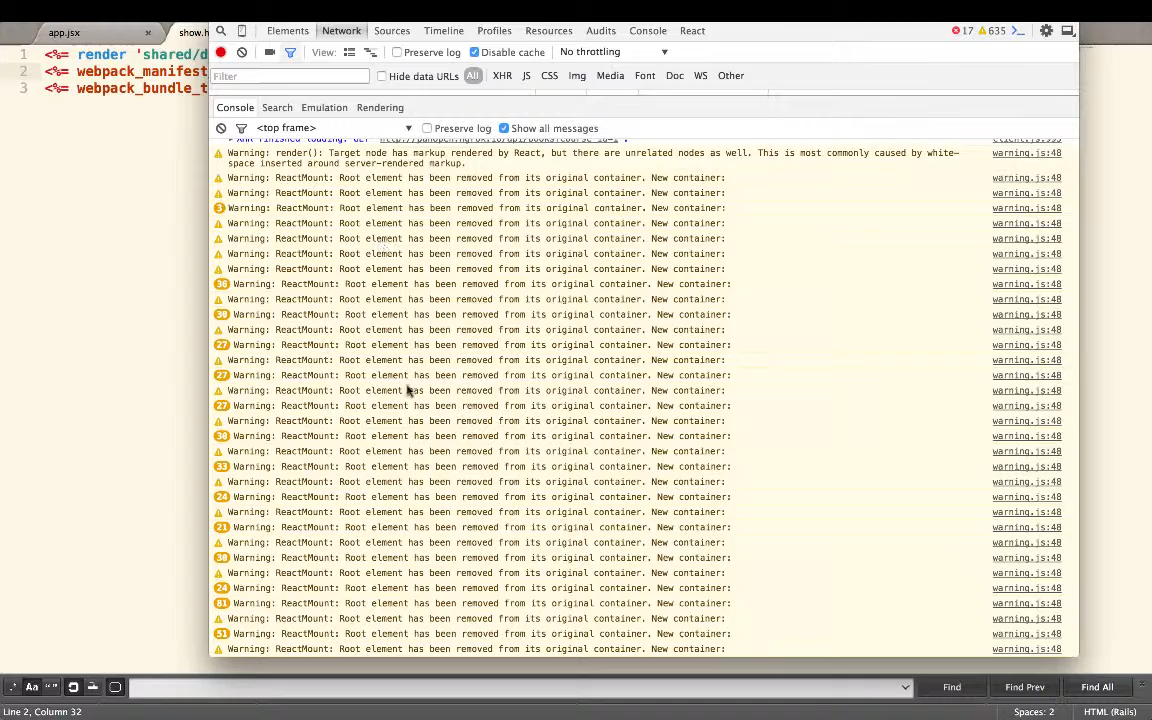 app.jsx × show.h
Elements Network Sources Timeline Profiles Resources Audits Console React 17 635
1 <%= render 'shared/d
2 <%= webpack_manifest
3 <%= webpack_bundle_t
View: Preserve log Disable cache No throttling
Filter Hide data URLs All XHR JS CSS Img Media Font Doc WS Other
Console Search Emulation Rendering
<top frame> Preserve log Show all messages
Warning: render(): Target node has markup rendered by React, but there are unrelated nodes as well. This is most commonly caused by white- warning.js:48
space inserted around server-rendered markup.
Warning: ReactMount: Root element has been removed from its original container. New container: warning.js:48
Warning: ReactMount: Root element has been removed from its original container. New container: warning.js:48
3 Warning: ReactMount: Root element has been removed from its original container. New container: warning.js:48
Warning: ReactMount: Root element has been removed from its original container. New container: warning.js:48
Warning: ReactMount: Root element has been removed from its original container. New container: warning.js:48
Warning: ReactMount: Root element has been removed from its original container. New container: warning.js:48
Warning: ReactMount: Root element has been removed from its original container. New container: warning.js:48
36 Warning: ReactMount: Root element has been removed from its original container. New container: warning.js:48
Warning: ReactMount: Root element has been removed from its original container. New container: warning.js:48
30 Warning: ReactMount: Root element has been removed from its original container. New container: warning.js:48
Warning: ReactMount: Root element has been removed from its original container. New container: warning.js:48
27 Warning: ReactMount: Root element has been removed from its original container. New container: warning.js:48
Warning: ReactMount: Root element has been removed from its original container. New container: warning.js:48
27 Warning: ReactMount: Root element has been removed from its original container. New container: warning.js:48
Warning: ReactMount: Root element has been removed from its original container. New container: warning.js:48
27 Warning: ReactMount: Root element has been removed from its original container. New container: warning.js:48
Warning: ReactMount: Root element has been removed from its original container. New container: warning.js:48
30 Warning: ReactMount: Root element has been removed from its original container. New container: warning.js:48
Warning: ReactMount: Root element has been removed from its original container. New container: warning.js:48
33 Warning: ReactMount: Root element has been removed from its original container. New container: warning.js:48
Warning: ReactMount: Root element has been removed from its original container. New container: warning.js:48
24 Warning: ReactMount: Root element has been removed from its original container. New container: warning.js:48
Warning: ReactMount: Root element has been removed from its original container. New container: warning.js:48
21 Warning: ReactMount: Root element has been removed from its original container. New container: warning.js:48
Warning: ReactMount: Root element has been removed from its original container. New container: warning.js:48
30 Warning: ReactMount: Root element has been removed from its original container. New container: warning.js:48
Warning: ReactMount: Root element has been removed from its original container. New container: warning.js:48
24 Warning: ReactMount: Root element has been removed from its original container. New container: warning.js:48
81 Warning: ReactMount: Root element has been removed from its original container. New container: warning.js:48
Warning: ReactMount: Root element has been removed from its original container. New container: warning.js:48
51 Warning: ReactMount: Root element has been removed from its original container. New container: warning.js:48
Warning: ReactMount: Root element has been removed from its original container. New container: warning.js:48
.* Aa “” Find Find Prev Find All
Line 2, Column 32 Spaces: 2 HTML (Rails)